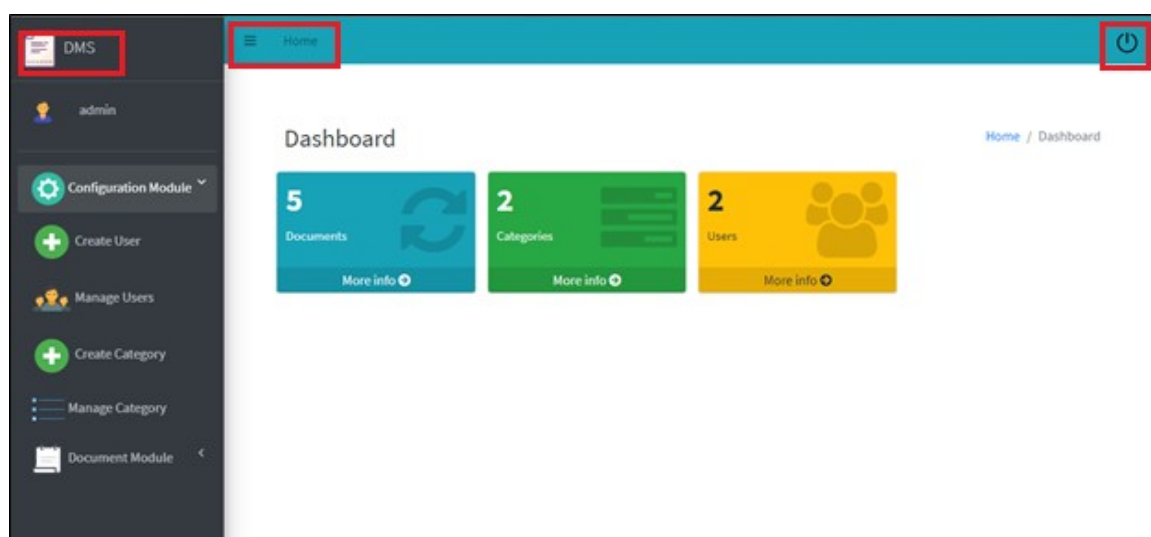 DMS
Home
admin
Dashboard
Home / Dashboard
Configuration Module
Create User
Manage Users
Create Category
Manage Category
Document Module
5
Documents
More info
2
Categories
More info
2
Users
More info